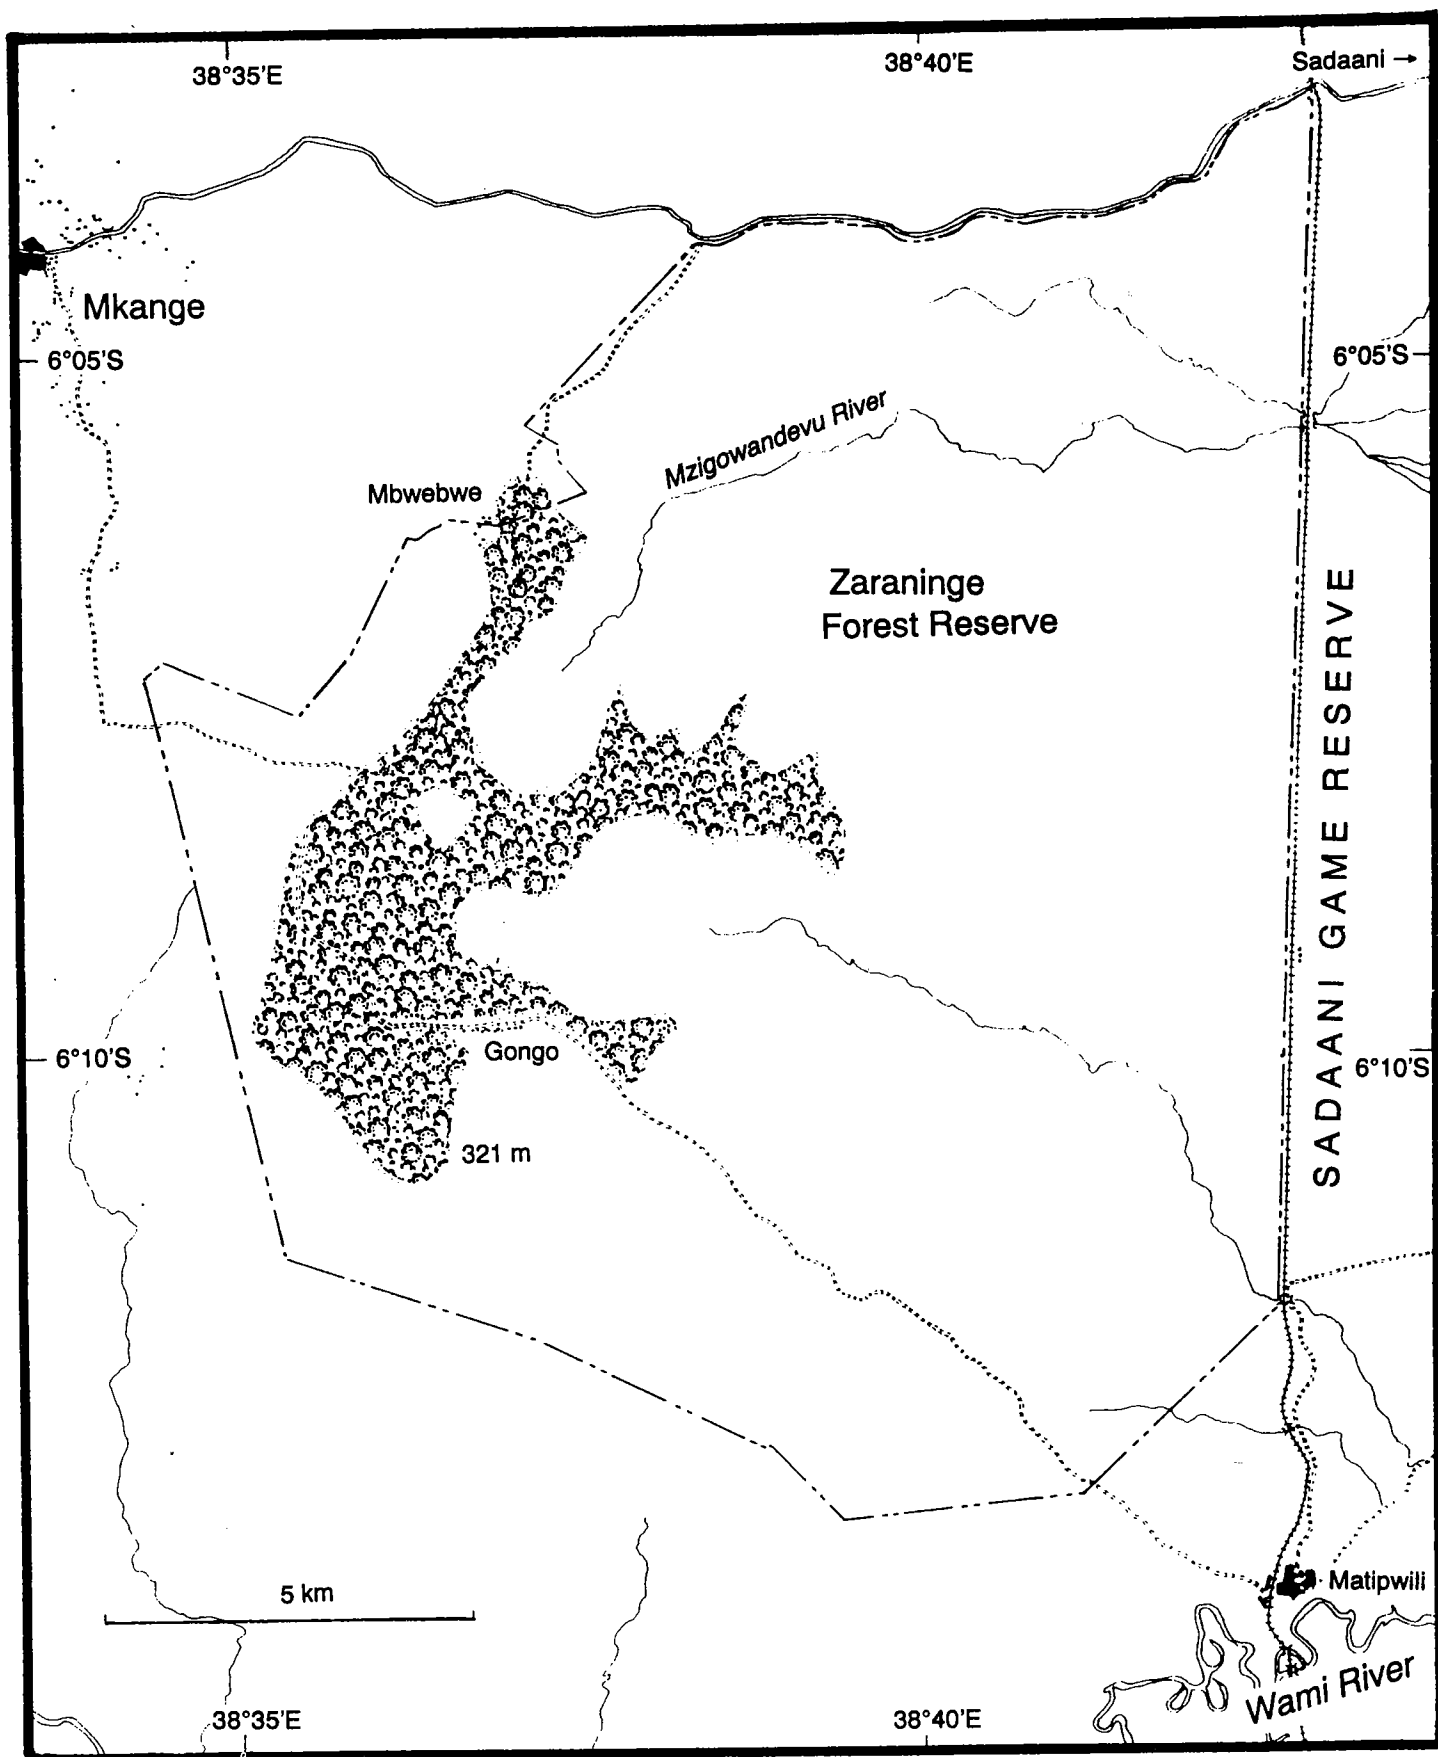 38°35'E
38°40'E
Sadaani →
Mkange
6°05'S
6°05'S
Mzigowandevu River
Mbwebwe
Zaraninge
Forest Reserve
SADAANI GAME RESERVE
Gongo
6°10'S
6°10'S
321 m
5 km
Matipwili
Wami River
38°35'E
38°40'E